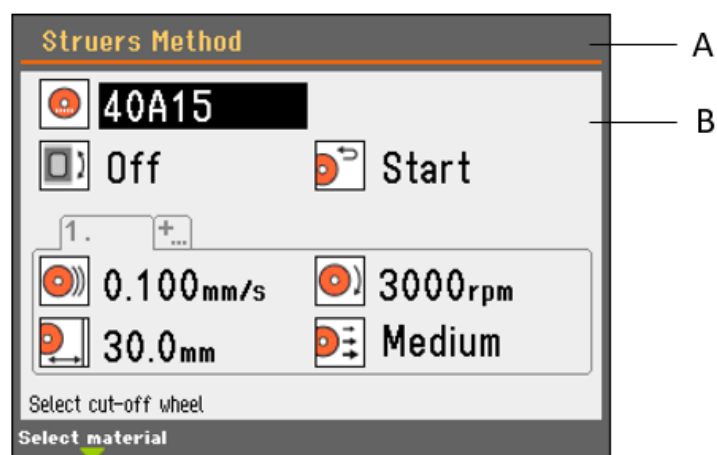 Struers Method
A
40A15
B
Off Start
1. +...
0.100mm/s 3000rpm
30.0mm Medium
Select cut-off wheel
Select material